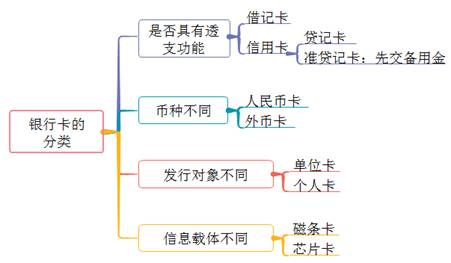 银行卡的
分类
是否具有透
支功能
借记卡
信用卡
贷记卡
准贷记卡：先交备用金
币种不同
人民币卡
外币卡
发行对象不同
单位卡
个人卡
信息载体不同
磁条卡
芯片卡